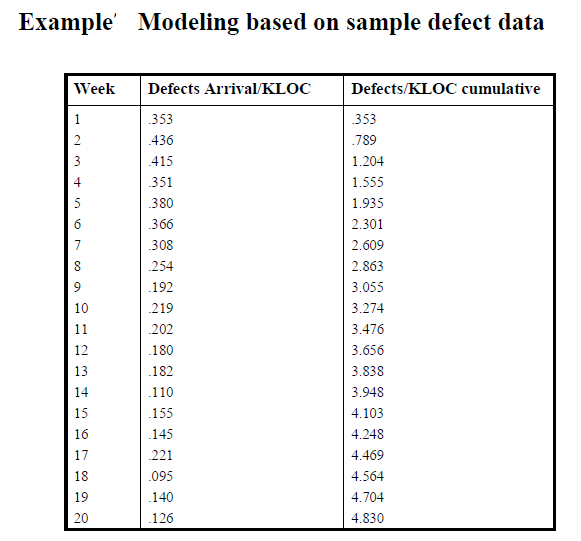 Example' Modeling based on sample defect data
Week Defects Arrival/KLOC Defects/KLOC cumulative
1 .353 .353
2 .436 .789
3 .415 1.204
4 .351 1.555
5 .380 1.935
6 .366 2.301
7 .308 2.609
8 .254 2.863
9 .192 3.055
10 .219 3.274
11 .202 3.476
12 .180 3.656
13 .182 3.838
14 .110 3.948
15 .155 4.103
16 .145 4.248
17 .221 4.469
18 .095 4.564
19 .140 4.704
20 .126 4.830